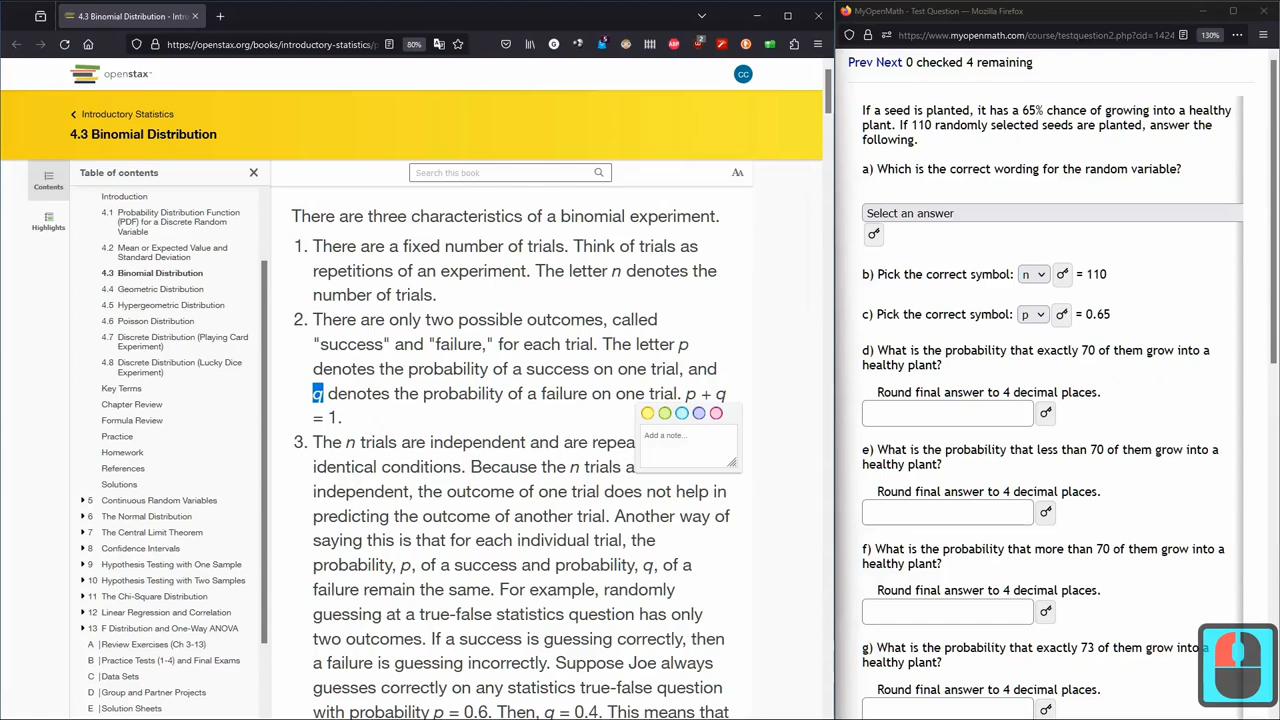 4.3 Binomial Distribution - Intro
https://openstax.org/books/introductory-statistics/p
80%
openstax™
CC
Introductory Statistics
4.3 Binomial Distribution
Contents
Highlights
Table of contents
Introduction
4.1 Probability Distribution Function
(PDF) for a Discrete Random
Variable
4.2 Mean or Expected Value and
Standard Deviation
4.3 Binomial Distribution
4.4 Geometric Distribution
4.5 Hypergeometric Distribution
4.6 Poisson Distribution
4.7 Discrete Distribution (Playing Card
Experiment)
4.8 Discrete Distribution (Lucky Dice
Experiment)
Key Terms
Chapter Review
Formula Review
Practice
Homework
References
Solutions
5 Continuous Random Variables
6 The Normal Distribution
7 The Central Limit Theorem
8 Confidence Intervals
9 Hypothesis Testing with One Sample
10 Hypothesis Testing with Two Samples
11 The Chi-Square Distribution
12 Linear Regression and Correlation
13 F Distribution and One-Way ANOVA
A | Review Exercises (Ch 3-13)
B | Practice Tests (1-4) and Final Exams
C | Data Sets
D | Group and Partner Projects
E | Solution Sheets
Search this book
AA
There are three characteristics of a binomial experiment.
1. There are a fixed number of trials. Think of trials as
repetitions of an experiment. The letter n denotes the
number of trials.
2. There are only two possible outcomes, called
"success" and "failure," for each trial. The letter p
denotes the probability of a success on one trial, and
q denotes the probability of a failure on one trial. p + q
= 1.
Add a note...
3. The n trials are independent and are repea
identical conditions. Because the n trials a
independent, the outcome of one trial does not help in
predicting the outcome of another trial. Another way of
saying this is that for each individual trial, the
probability, p, of a success and probability, q, of a
failure remain the same. For example, randomly
guessing at a true-false statistics question has only
two outcomes. If a success is guessing correctly, then
a failure is guessing incorrectly. Suppose Joe always
guesses correctly on any statistics true-false question
with probability p = 0.6. Then, q = 0.4. This means that
MyOpenMath - Test Question — Mozilla Firefox
https://www.myopenmath.com/course/testquestion2.php?cid=1424
130%
Prev Next 0 checked 4 remaining
If a seed is planted, it has a 65% chance of growing into a healthy
plant. If 110 randomly selected seeds are planted, answer the
following.
a) Which is the correct wording for the random variable?
Select an answer
b) Pick the correct symbol: n = 110
c) Pick the correct symbol: p = 0.65
d) What is the probability that exactly 70 of them grow into a
healthy plant?
Round final answer to 4 decimal places.
e) What is the probability that less than 70 of them grow into a
healthy plant?
Round final answer to 4 decimal places.
f) What is the probability that more than 70 of them grow into a
healthy plant?
Round final answer to 4 decimal places.
g) What is the probability that exactly 73 of them grow into a
healthy plant?
Round final answer to 4 decimal places.